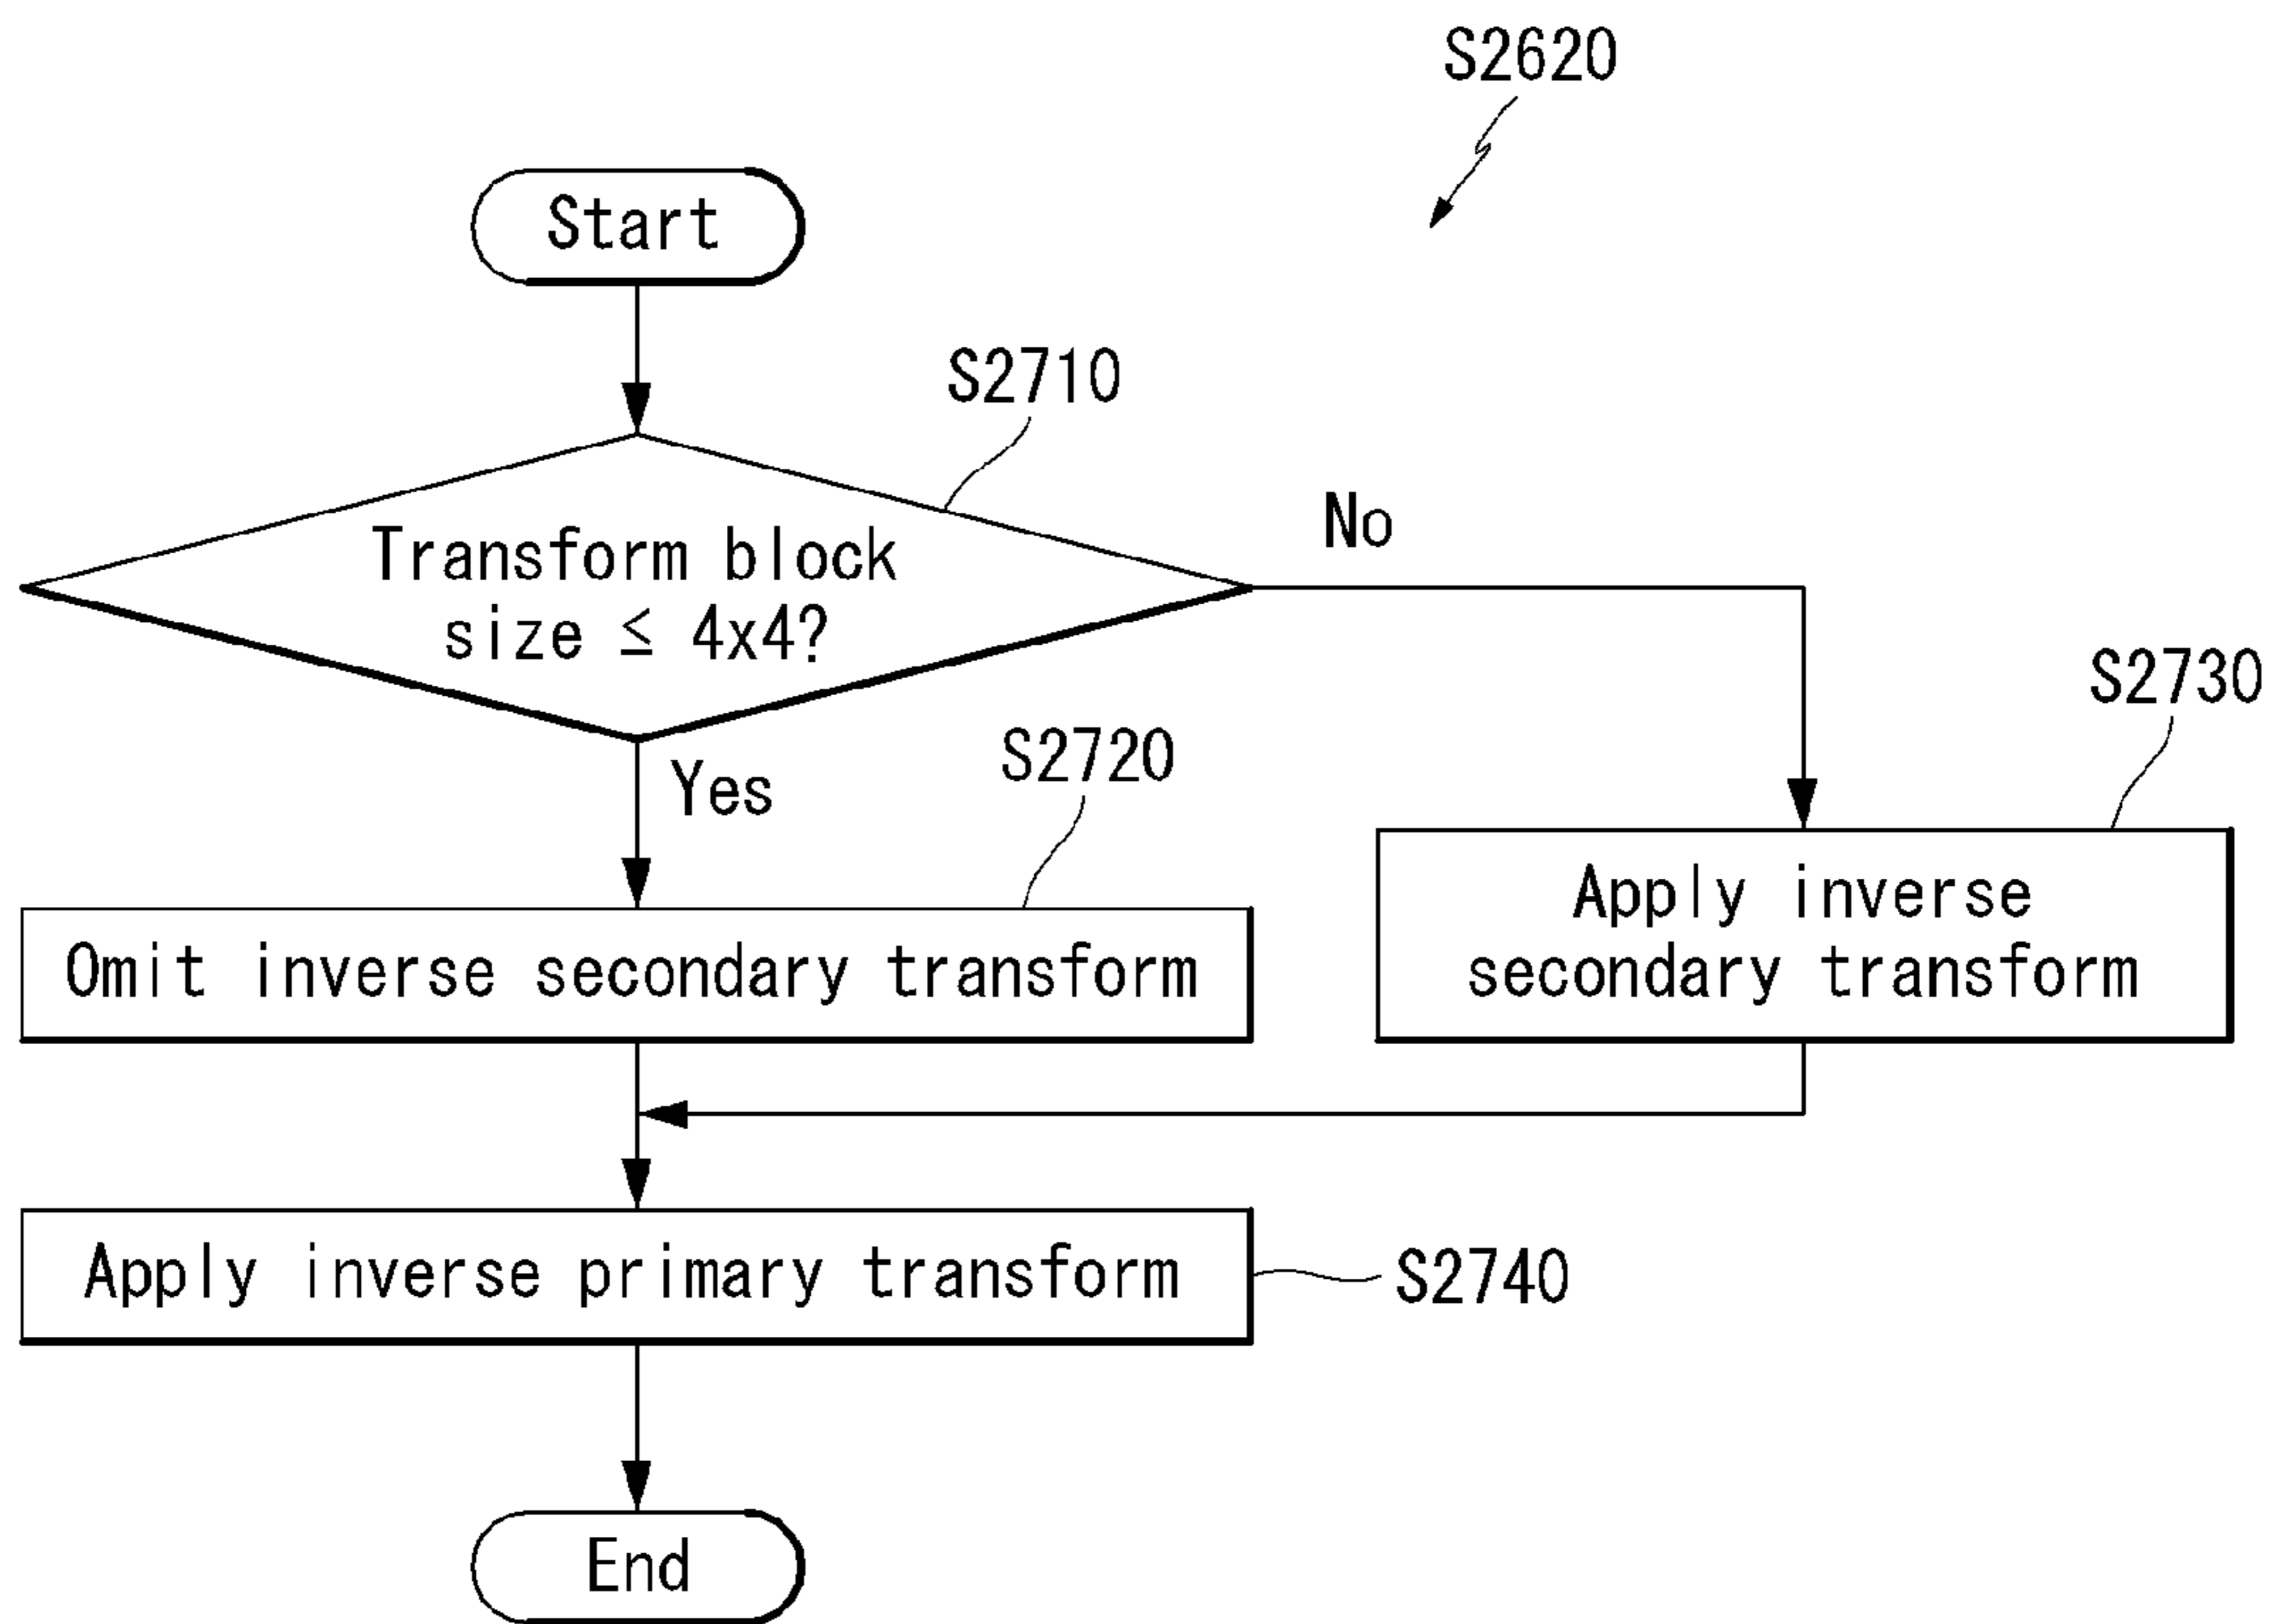 S2620
Start
S2710
Transform block
size ≤ 4x4?
No
Yes
S2720
S2730
Omit inverse secondary transform
Apply inverse
secondary transform
Apply inverse primary transform
S2740
End